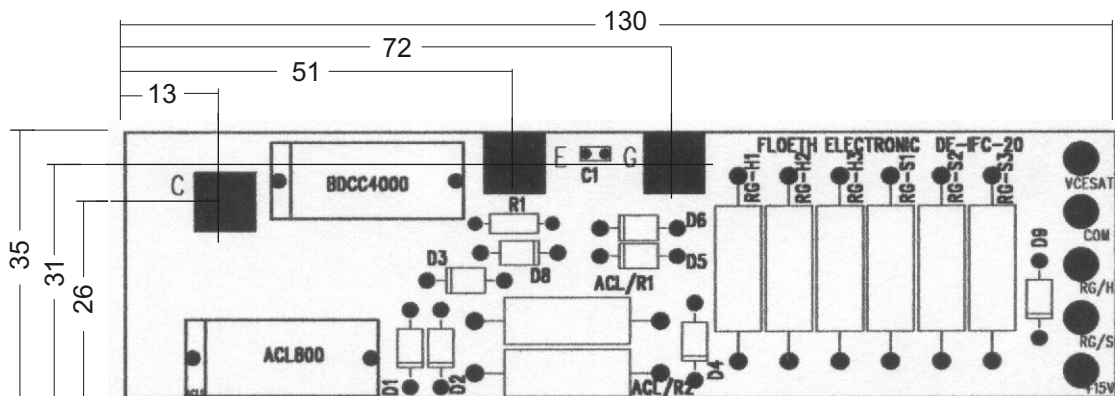 130
72
51
13
35
31
26
C
BDCC4000
E
C1
G
FLOETH ELECTRONIC DE-IFC-20
RG-H1
RG-H2
RG-H3
RG-S1
RG-S2
RG-S3
VCESAT
COM
RG/H
RG/S
+15V
R1
D6
D5
D8
D3
ACL/R1
D9
ACL800
D1
D2
D4
ACL/R2